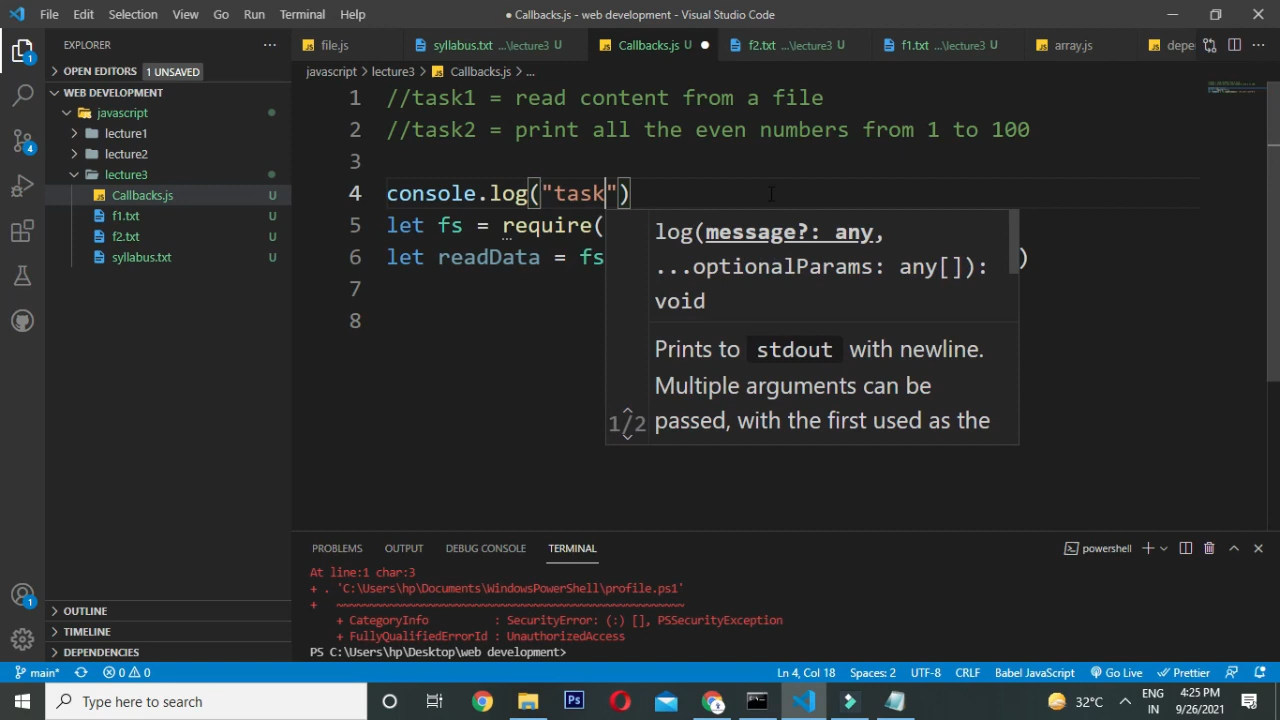 File Edit Selection View Go Run Terminal Help
● Callbacks.js - web development - Visual Studio Code
EXPLORER
file.js
syllabus.txt ...\lecture3 U
Callbacks.js U
f2.txt ...\lecture3 U
f1.txt ...\lecture3 U
array.js
depe
OPEN EDITORS 1 UNSAVED
javascript > lecture3 > Callbacks.js > ...
WEB DEVELOPMENT
javascript
lecture1
lecture2
lecture3
Callbacks.js U
f1.txt U
f2.txt U
syllabus.txt U
1 //task1 = read content from a file
2 //task2 = print all the even numbers from 1 to 100
3
4 console.log("task")
5 let fs = require(
6 let readData = fs )
7
8
log(message?: any,
...optionalParams: any[]):
void
Prints to stdout with newline.
Multiple arguments can be
passed, with the first used as the
1/2
PROBLEMS OUTPUT DEBUG CONSOLE TERMINAL
powershell
At line:1 char:3
+ . 'C:\Users\hp\Documents\WindowsPowerShell\profile.ps1'
+ ~~~~~~~~~~~~~~~~~~~~~~~~~~~~~~~~~~~~~~~~~~~~~~~~~~~~~
+ CategoryInfo : SecurityError: (:) [], PSSecurityException
+ FullyQualifiedErrorId : UnauthorizedAccess
PS C:\Users\hp\Desktop\web development>
OUTLINE
TIMELINE
DEPENDENCIES
1
4
1
main* 0 0
Ln 4, Col 18 Spaces: 2 UTF-8 CRLF Babel JavaScript Go Live Prettier
Type here to search
Ps
32°C
ENG
IN
4:25 PM
9/26/2021